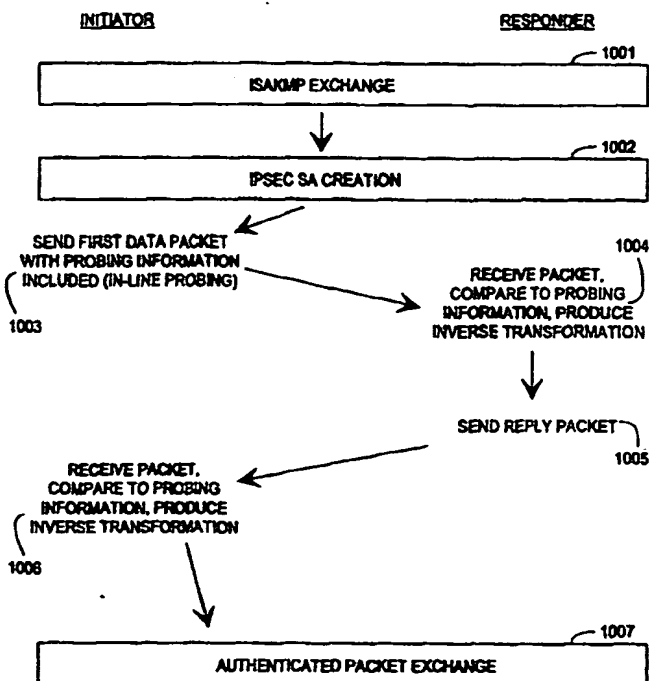 INITIATOR
RESPONDER
1001
ISAKMP EXCHANGE
1002
IPSEC SA CREATION
SEND FIRST DATA PACKET
WITH PROBING INFORMATION
INCLUDED (IN-LINE PROBING)
1003
1004
RECEIVE PACKET,
COMPARE TO PROBING
INFORMATION, PRODUCE
INVERSE TRANSFORMATION
SEND REPLY PACKET
1005
RECEIVE PACKET,
COMPARE TO PROBING
INFORMATION, PRODUCE
INVERSE TRANSFORMATION
1006
1007
AUTHENTICATED PACKET EXCHANGE